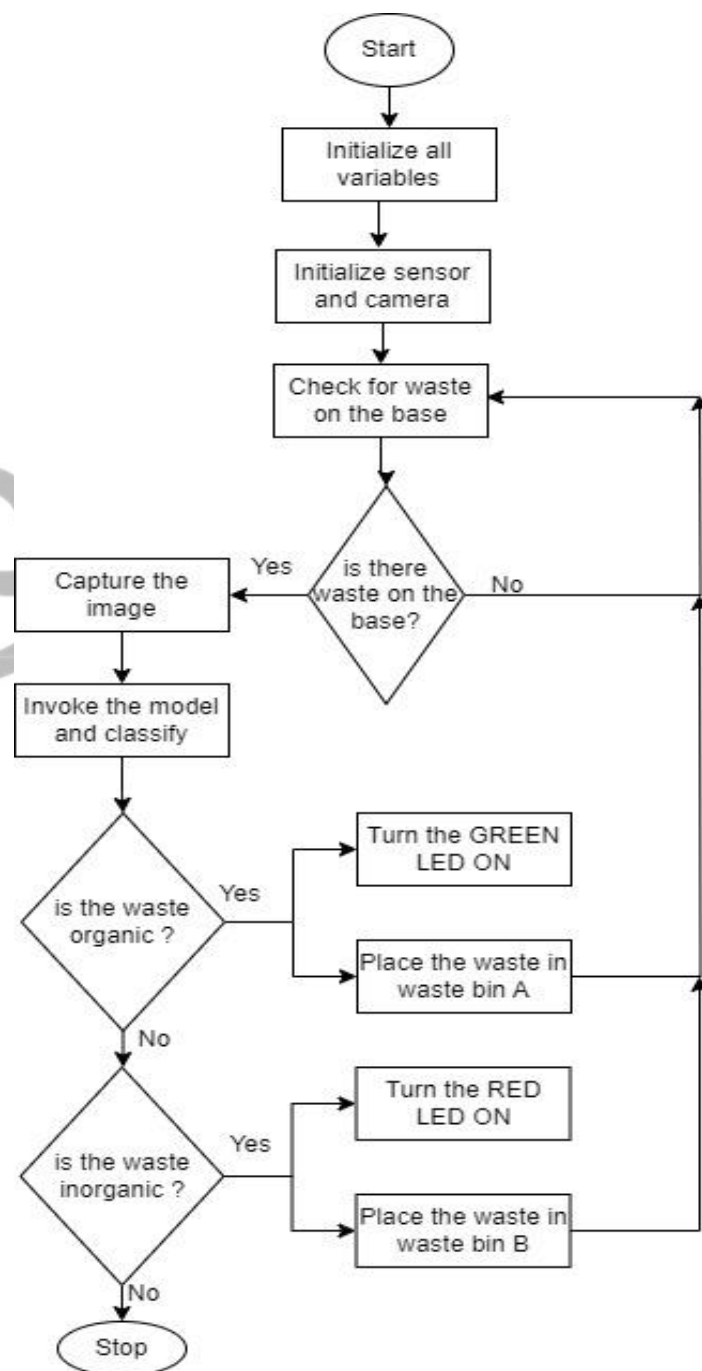 Start
Initialize all
variables
Initialize sensor
and camera
Check for waste
on the base
is there
waste on the
base?
Yes
No
Capture the
image
Invoke the model
and classify
is the waste
organic ?
Yes
Turn the GREEN
LED ON
Place the waste in
waste bin A
No
is the waste
inorganic ?
Yes
Turn the RED
LED ON
Place the waste in
waste bin B
No
Stop